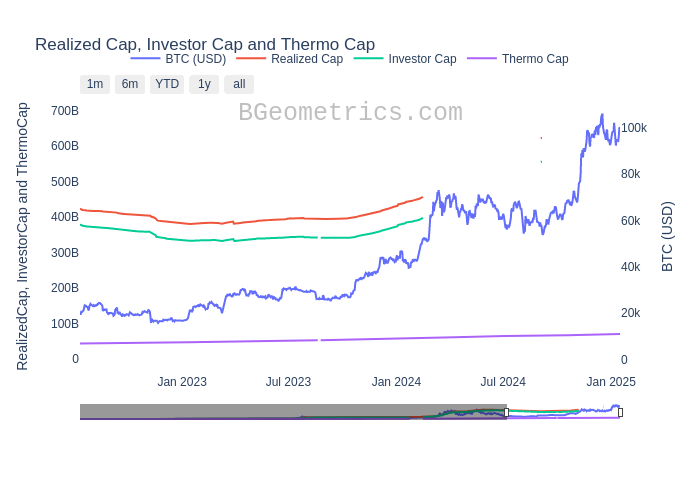 Realized Cap, Investor Cap and Thermo Cap
BTC (USD) Realized Cap Investor Cap Thermo Cap
1m 6m YTD 1y all
BGeometrics.com
RealizedCap, InvestorCap and ThermoCap
700B
600B
500B
400B
300B
200B
100B
0
100k
80k
60k
40k
20k
0
BTC (USD)
Jan 2023 Jul 2023 Jan 2024 Jul 2024 Jan 2025